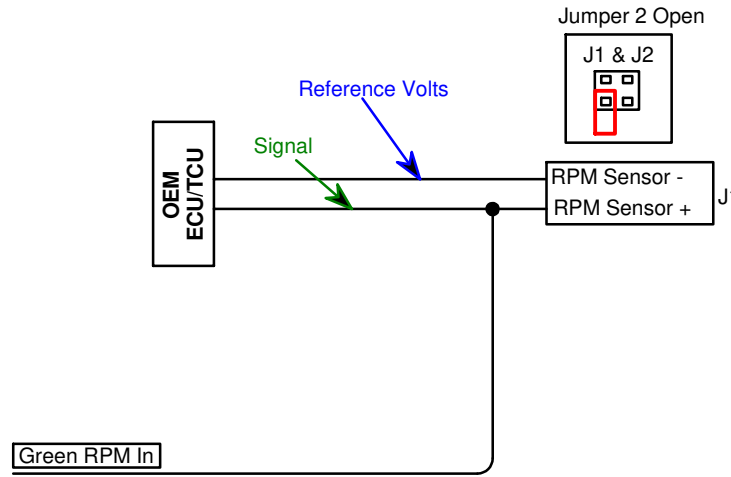 Jumper 2 Open
J1 & J2
Reference Volts
Signal
OEM
ECU/TCU
RPM Sensor -
RPM Sensor +
Green RPM In